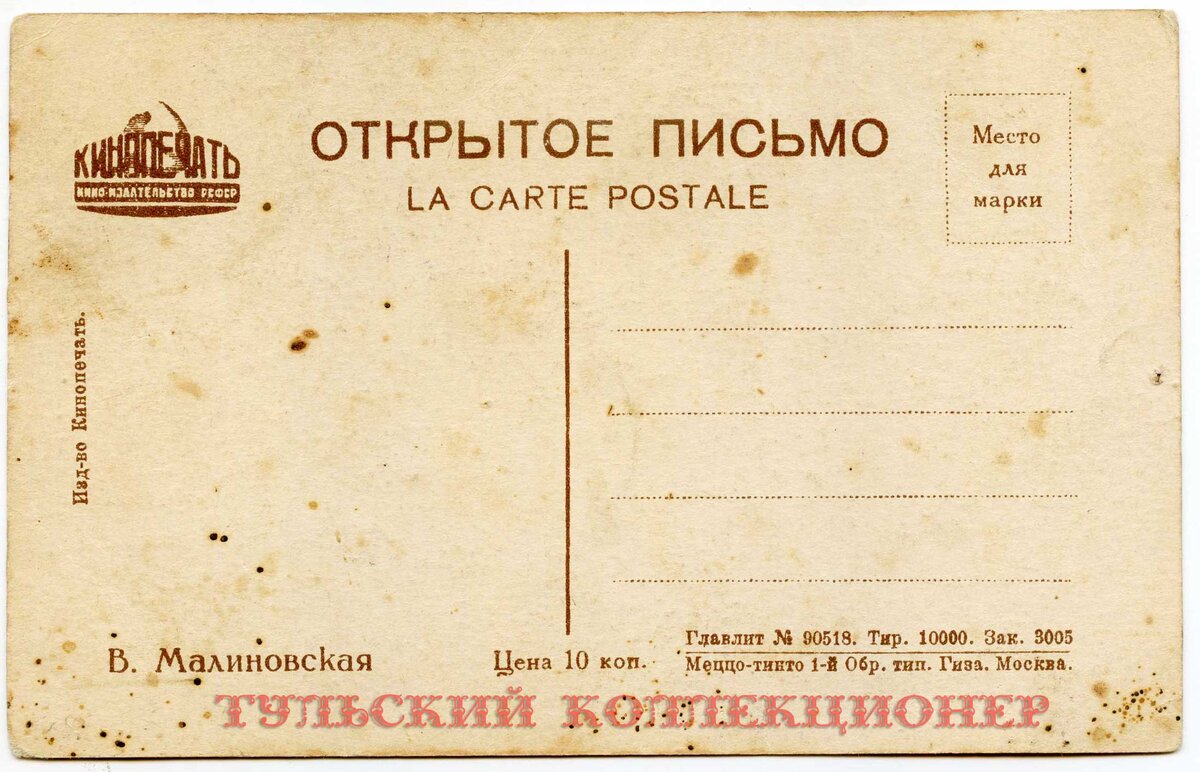 КИНОПЕЧАТЬ
КИНО-ИЗДАТЕЛЬСТВО РСФСР
ОТКРЫТОЕ ПИСЬМО
LA CARTE POSTALE
Место
для
марки
Изд-во Кинопечать.
В. Малиновская
Цена 10 коп.
Главлит № 90518. Тир. 10000. Зак. 3005
Меццо-тинто 1-й Обр. тип. Гиза. Москва.
ТУЛЬСКИЙ КОЛЛЕКЦИОНЕР